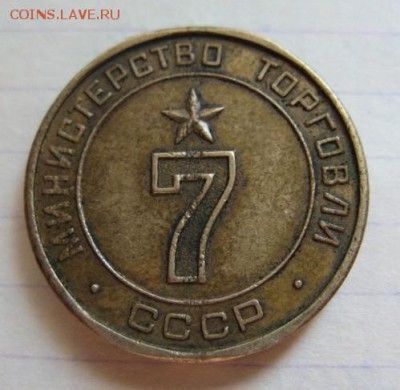 COINS.LAVE.RU
МИНИСТЕРСТВО ТОРГОВЛИ
7
· СССР ·